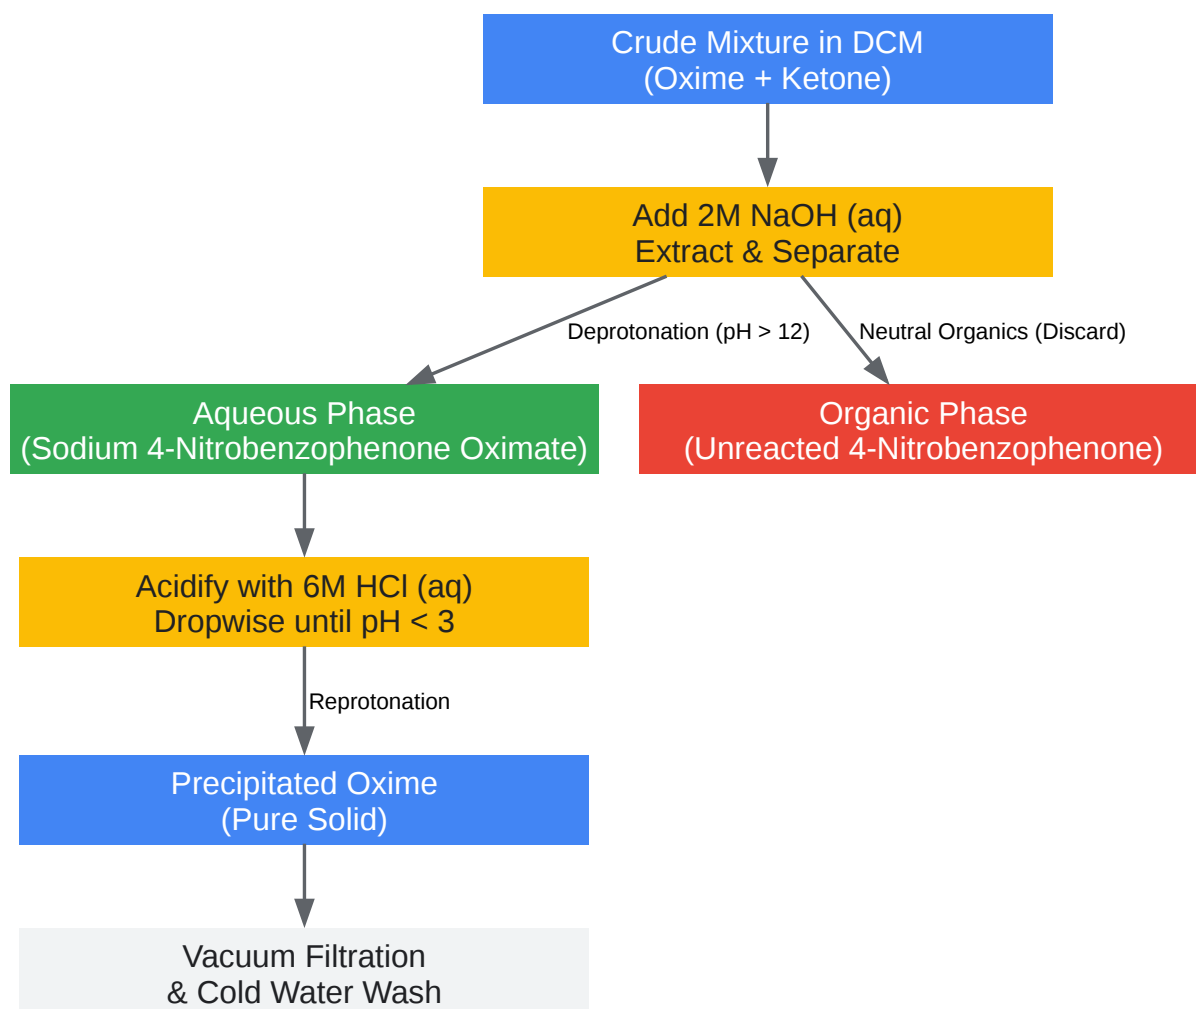 Crude Mixture in DCM
(Oxime + Ketone)
Add 2M NaOH (aq)
Extract & Separate
Deprotonation (pH > 12)
Neutral Organics (Discard)
Aqueous Phase
(Sodium 4-Nitrobenzophenone Oximate)
Organic Phase
(Unreacted 4-Nitrobenzophenone)
Acidify with 6M HCl (aq)
Dropwise until pH < 3
Reprotonation
Precipitated Oxime
(Pure Solid)
Vacuum Filtration
& Cold Water Wash